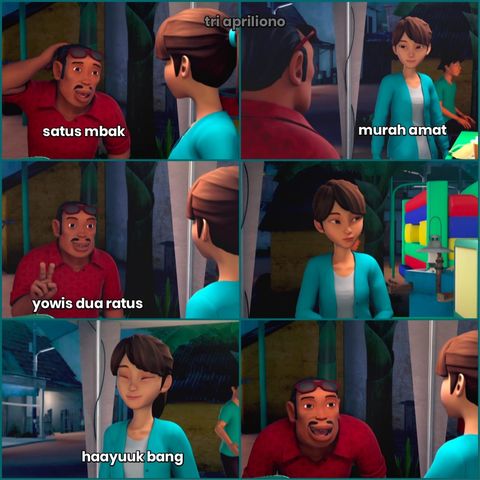 tri apriliono
satus mbak
murah amat
yowis dua ratus
haayuuk bang